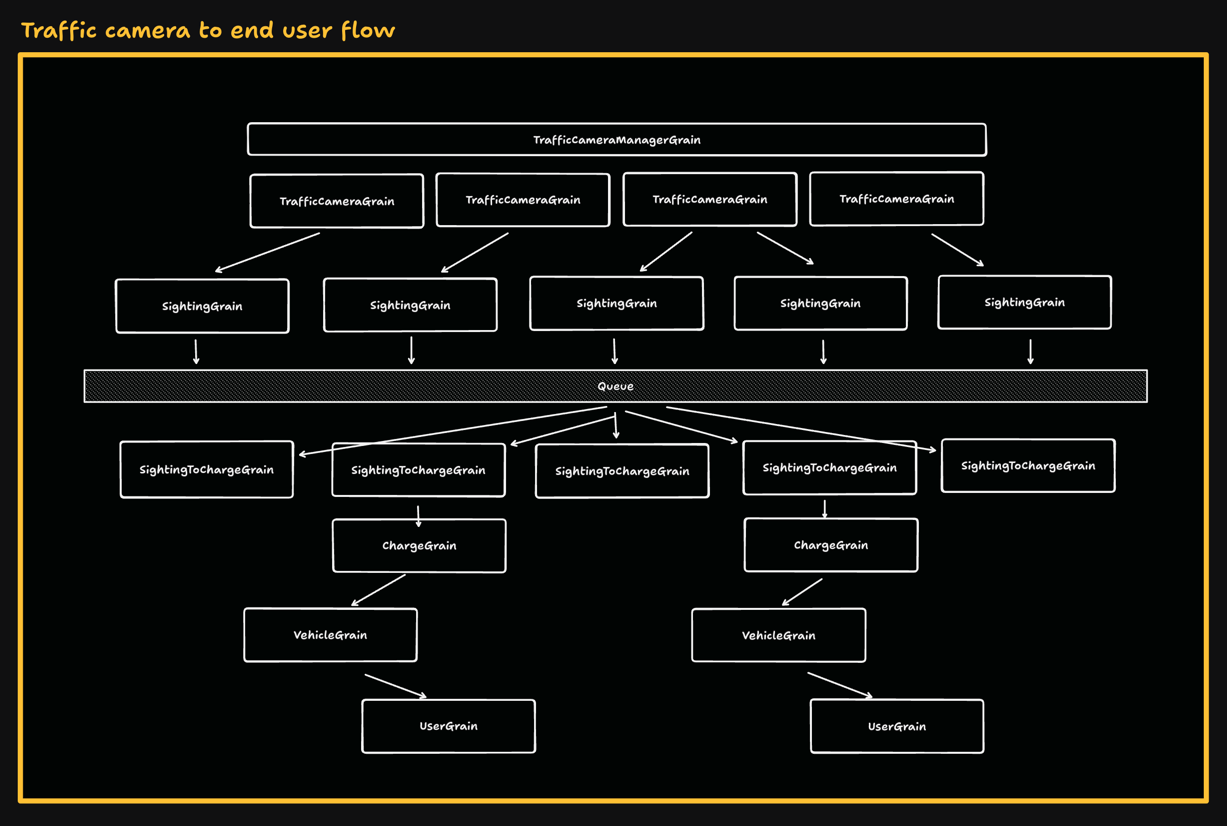 Traffic camera to end user flow
TrafficCameraManagerGrain
TrafficCameraGrain
TrafficCameraGrain
TrafficCameraGrain
TrafficCameraGrain
SightingGrain
SightingGrain
SightingGrain
SightingGrain
SightingGrain
Queue
SightingToChargeGrain
SightingToChargeGrain
SightingToChargeGrain
SightingToChargeGrain
SightingToChargeGrain
ChargeGrain
ChargeGrain
VehicleGrain
VehicleGrain
UserGrain
UserGrain